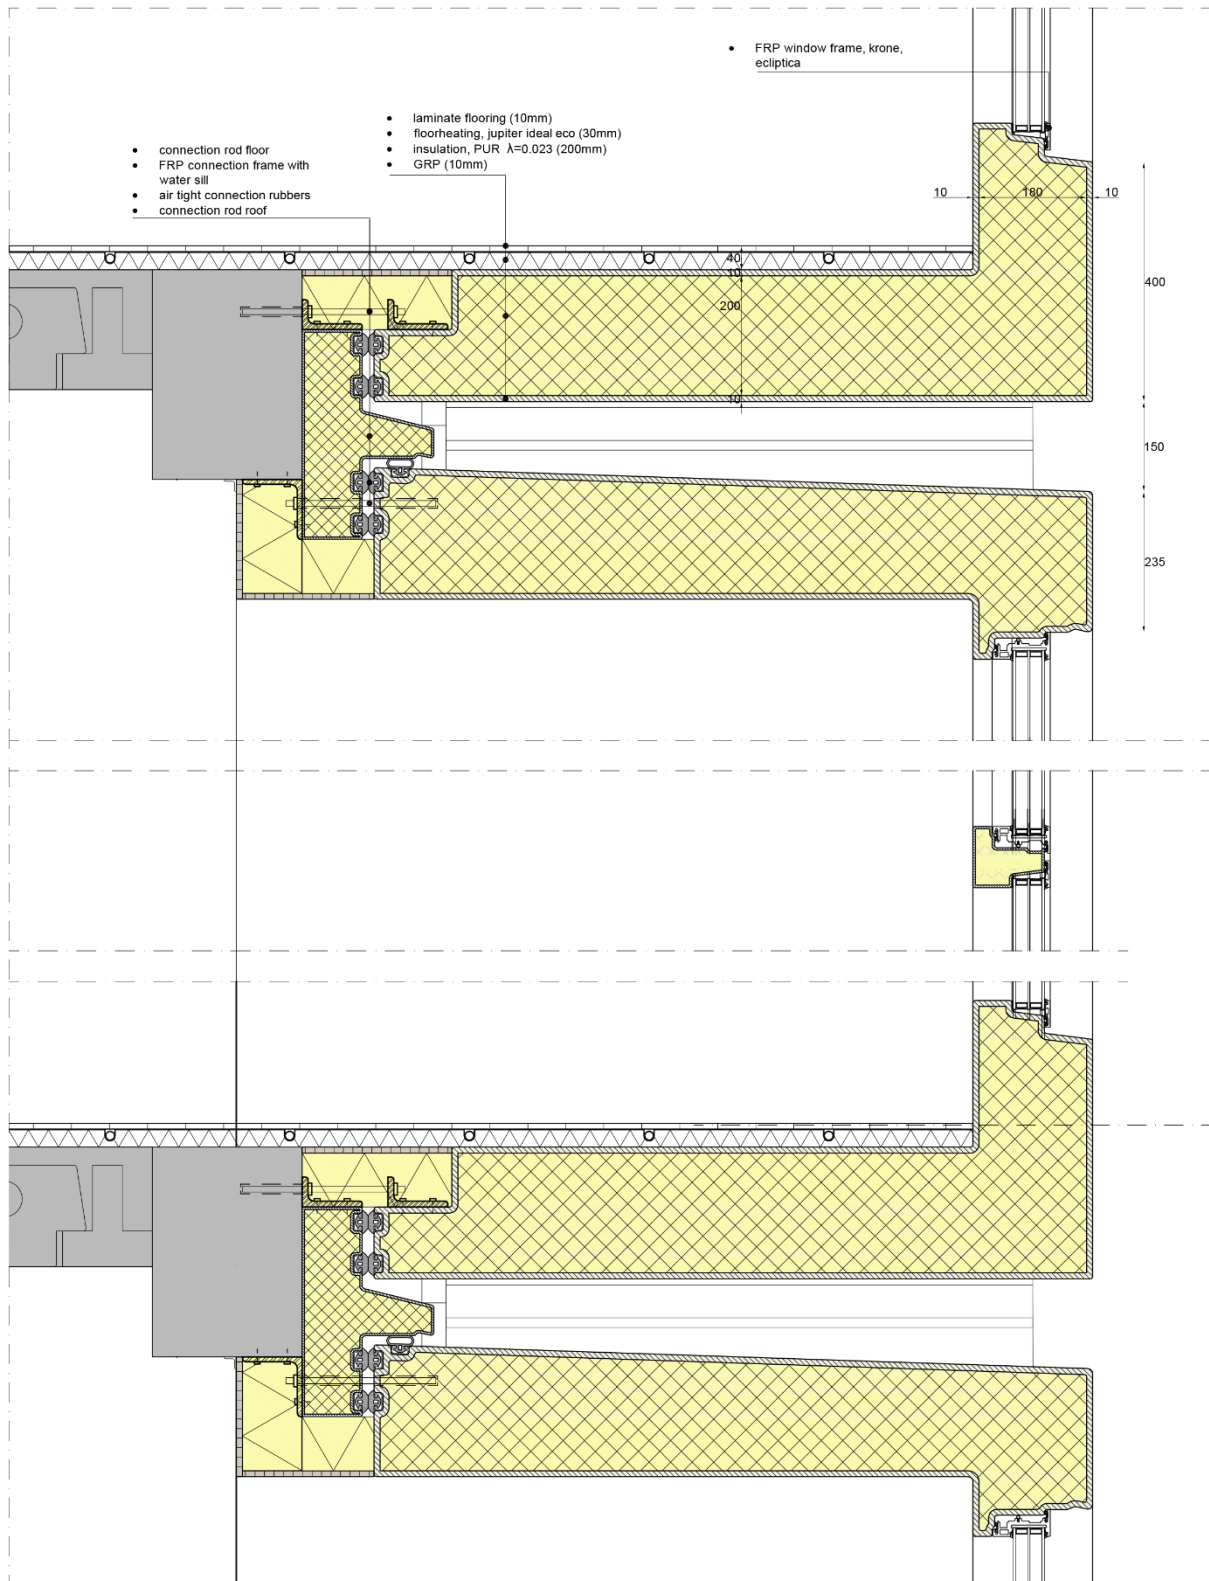 FRP window frame, krone,
ecliptica
laminate flooring (10mm)
floorheating, jupiter ideal eco (30mm)
insulation, PUR λ=0.023 (200mm)
GRP (10mm)
connection rod floor
FRP connection frame with
water sill
air tight connection rubbers
connection rod roof
10 180 10
40
10
400
200
10
150
235